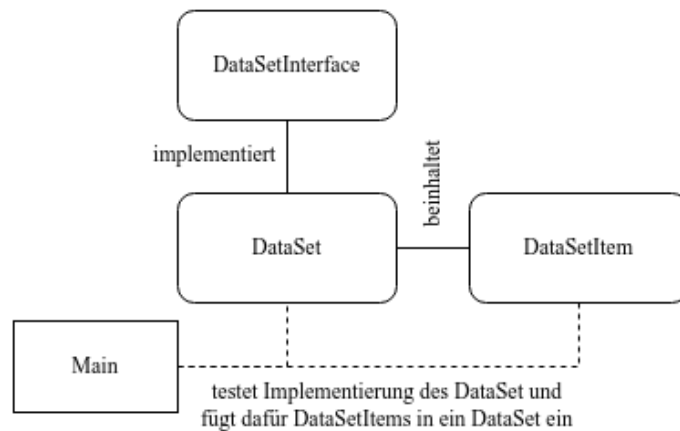 DataSetInterface
implementiert
beinhaltet
DataSet
DataSetItem
Main
testet Implementierung des DataSet und
fügt dafür DataSetItems in ein DataSet ein